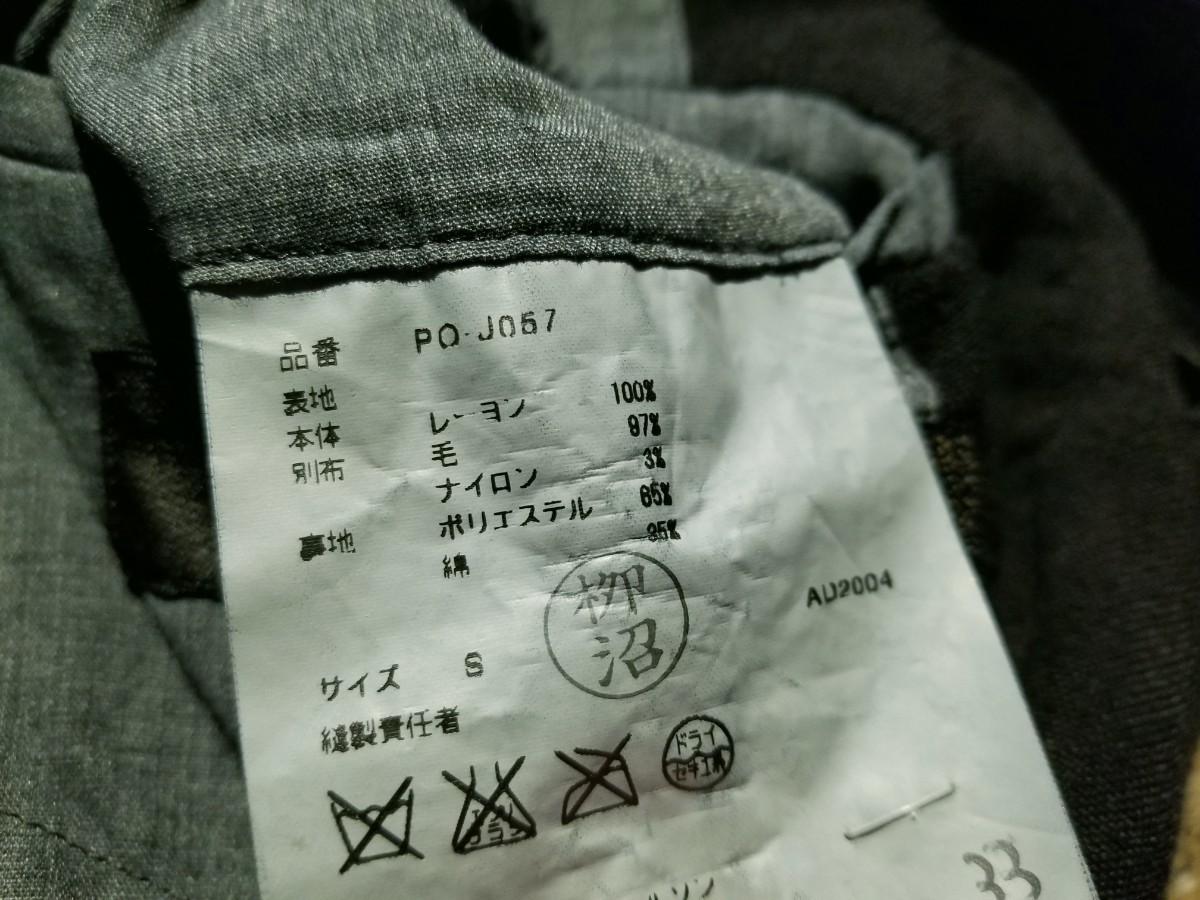 品番 PO-J057
表地
本体 レーヨン 100%
別布 毛 97%
ナイロン 3%
裏地 ポリエステル 65%
綿 35%
AU2004
柳沼
サイズ S
縫製責任者
ドライ
セキユ系
33